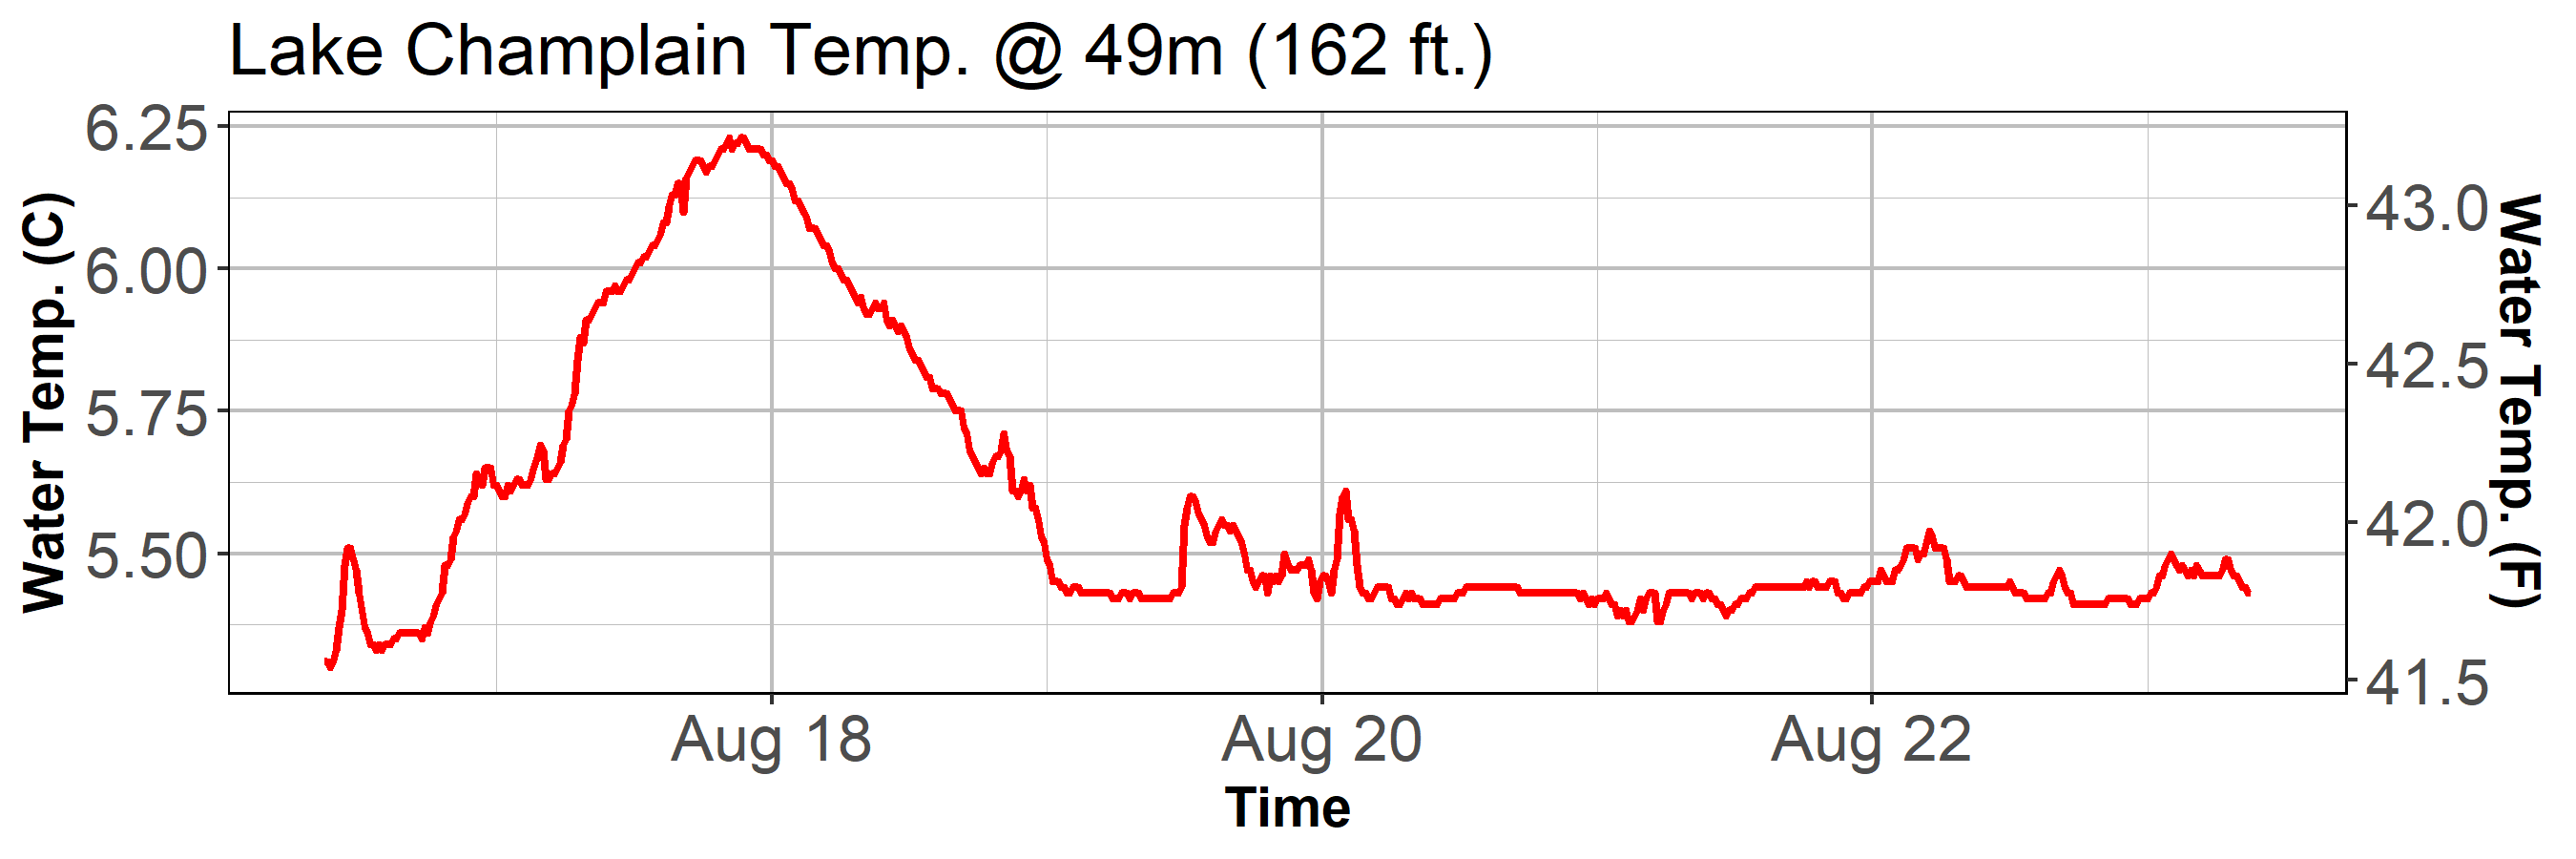 Lake Champlain Temp. @ 49m (162 ft.)
Water Temp. (C)
6.25
6.00
5.75
5.50
43.0
42.5
42.0
41.5
Water Temp. (F)
Aug 18
Aug 20
Aug 22
Time